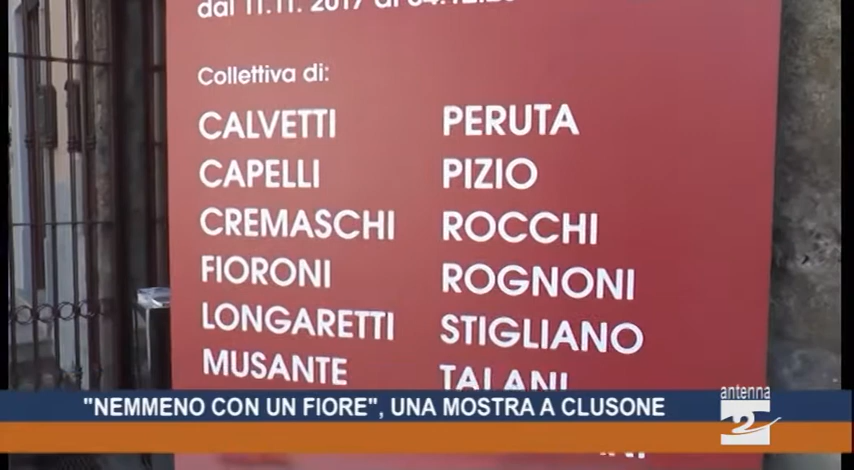 dal 11.11. 2017 al
Collettiva di:
CALVETTI
CAPELLI
CREMASCHI
FIORONI
LONGARETTI
MUSANTE
PERUTA
PIZIO
ROCCHI
ROGNONI
STIGLIANO
TALANI
"NEMMENO CON UN FIORE", UNA MOSTRA A CLUSONE
antenna
2